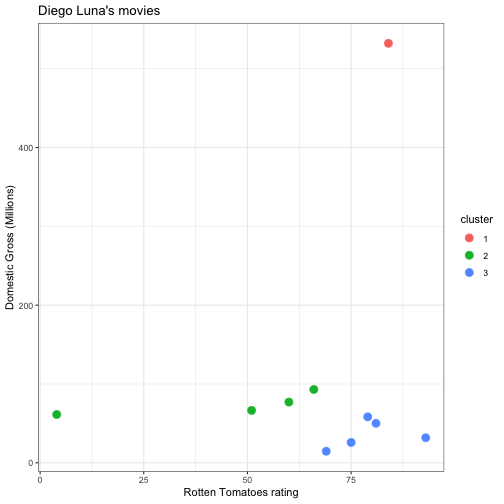 Diego Luna's movies
Domestic Gross (Millions)
400
200
0
0
25
50
75
Rotten Tomatoes rating
cluster
1
2
3